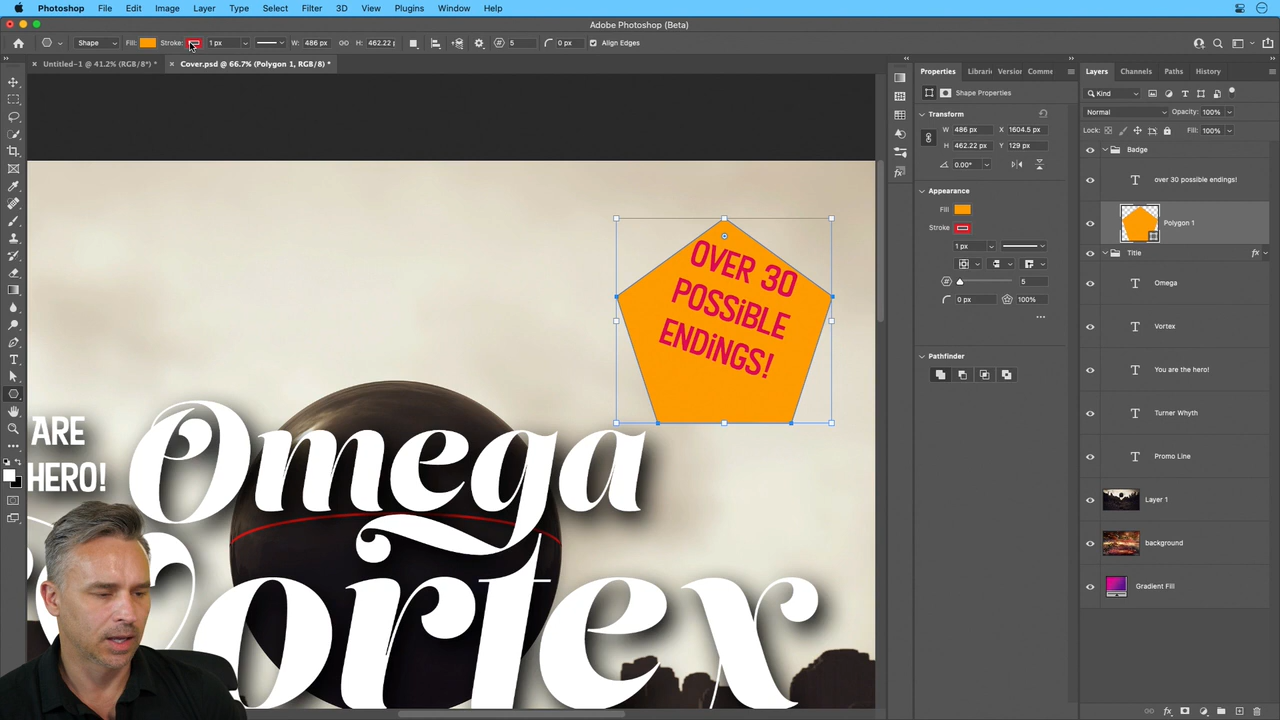 Photoshop File Edit Image Layer Type Select Filter 3D View Plugins Window Help
Adobe Photoshop (Beta)
Shape Fill: Stroke: 1 px W: 486 px H: 462.22 5 0 px Align Edges
Untitled-1 @ 41.2% (RGB/8*) * Cover.psd @ 66.7% (Polygon 1, RGB/8) *
Properties Librari Version Comme
Shape Properties
Transform
W 486 px X 1604.5 px
H 462.22 px Y 129 px
0.00°
Appearance
Fill
Stroke
1 px
5
0 px 100%
Pathfinder
Layers Channels Paths History
Kind
Normal Opacity: 100%
Lock: Fill: 100%
Badge
over 30 possible endings!
Polygon 1
Title fx
Omega
Vortex
You are the hero!
Turner Whyth
Promo Line
Layer 1
background
Gradient Fill
OVER 30
POSSiBLE
ENDiNGS!
ARE
HERO!
Omega
ortex